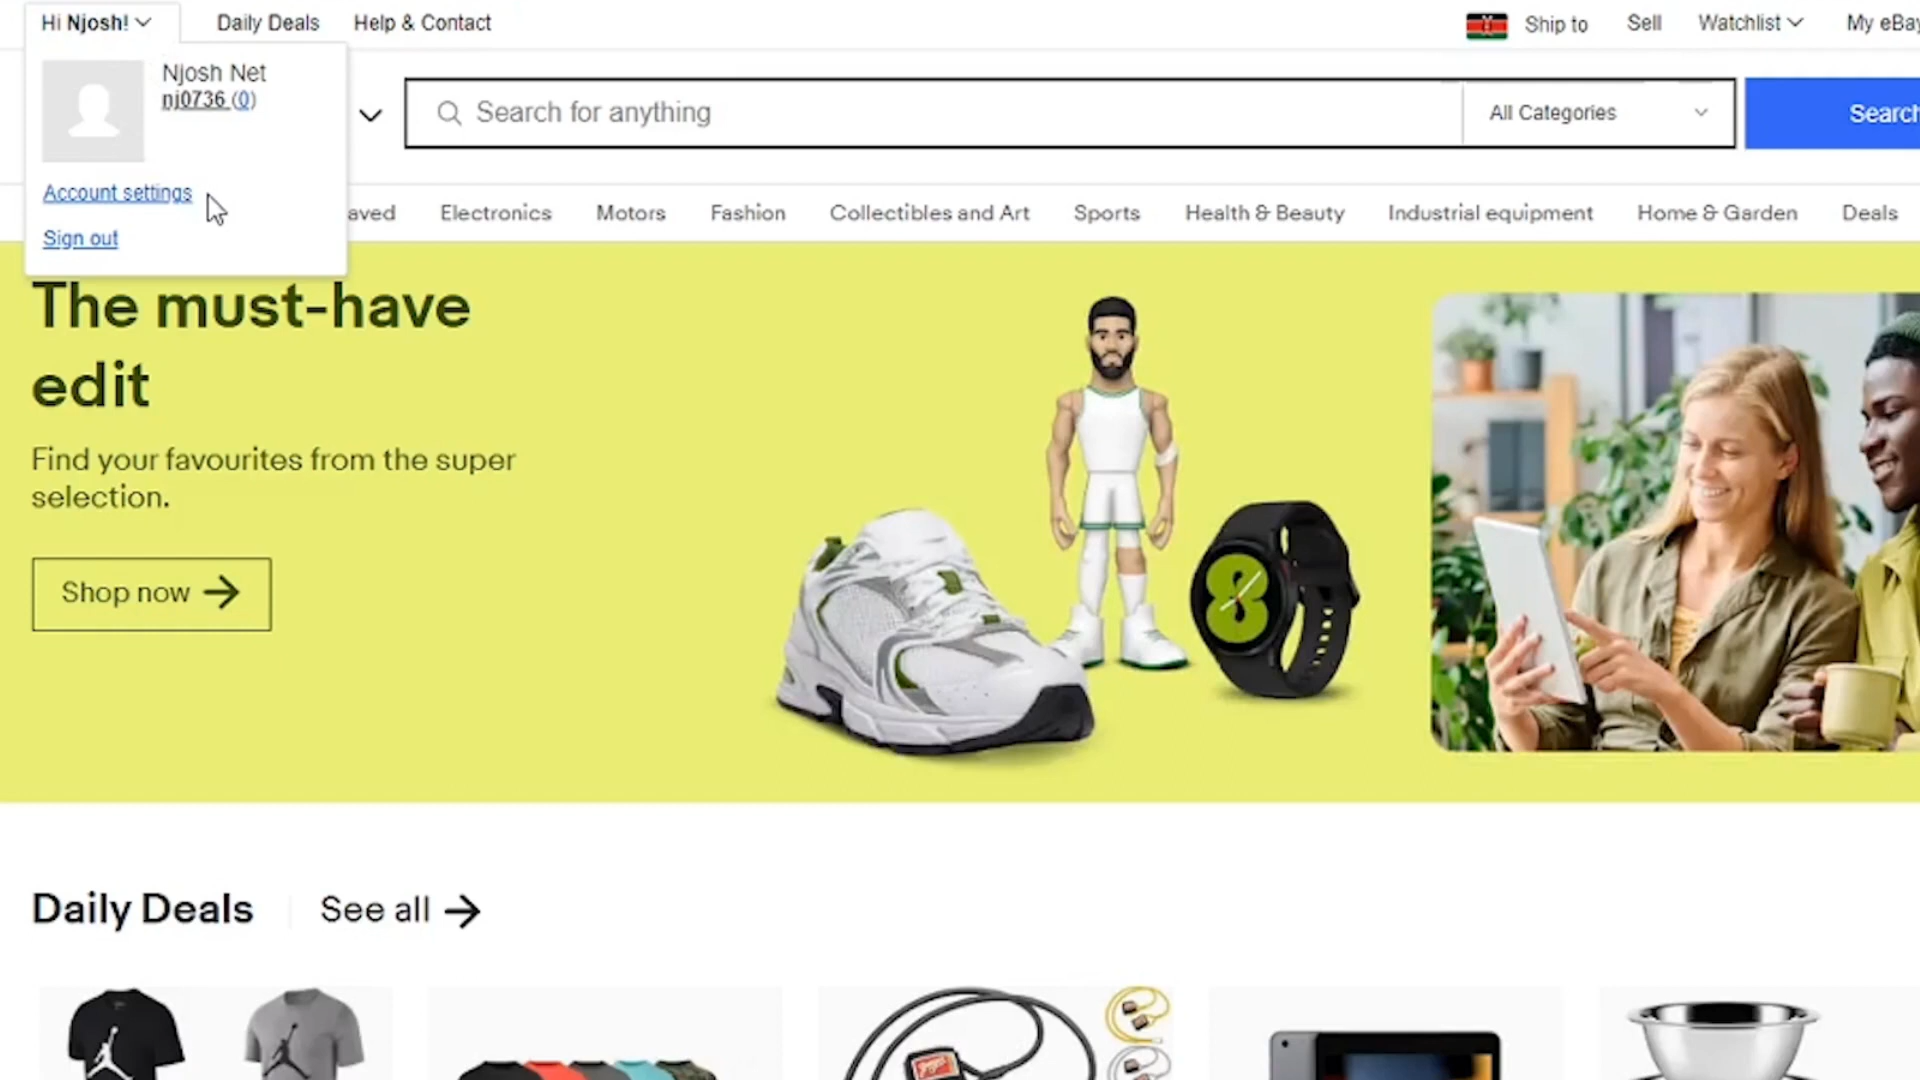 Hi Njosh!
Daily Deals
Help & Contact
Ship to
Sell
Watchlist
My eBay
Njosh Net
nj0736 (0)
Account settings
Sign out
Search for anything
All Categories
Search
aved
Electronics
Motors
Fashion
Collectibles and Art
Sports
Health & Beauty
Industrial equipment
Home & Garden
Deals
The must-have
edit
Find your favourites from the super
selection.
Shop now
Daily Deals
See all